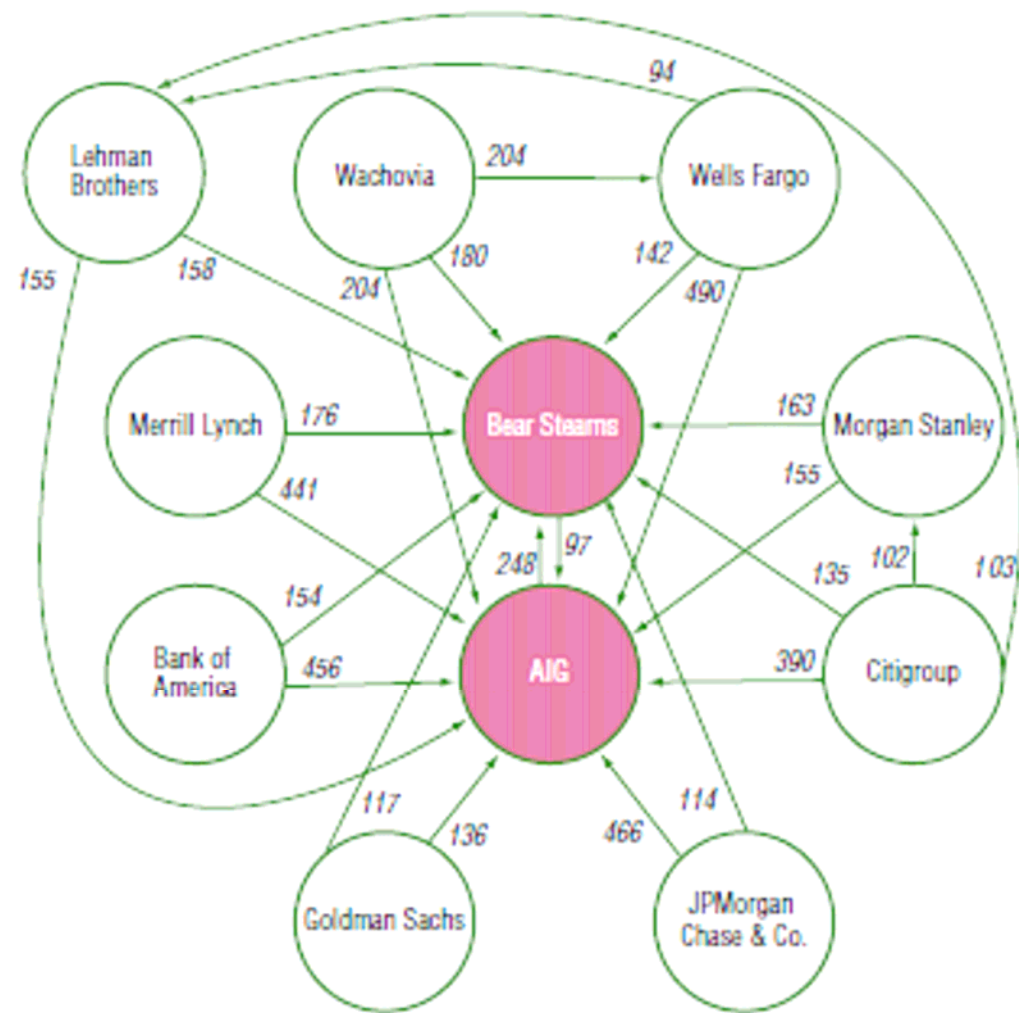 94
Lehman
Brothers
Wachovia
204
Wells Fargo
155
158
204
180
142
490
Merrill Lynch
176
Bear Stearns
163
Morgan Stanley
441
155
248
97
135
102
103
154
Bank of
America
456
AIG
390
Citigroup
117
136
466
114
Goldman Sachs
JPMorgan
Chase & Co.